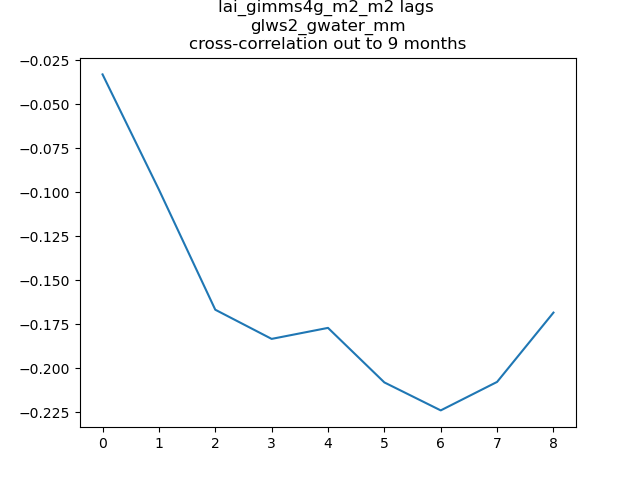 lai_gimms4g_m2_m2 lags
glws2_gwater_mm
cross-correlation out to 9 months
−0.025
−0.050
−0.075
−0.100
−0.125
−0.150
−0.175
−0.200
−0.225
0 1 2 3 4 5 6 7 8